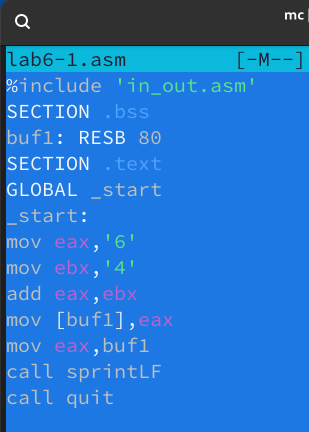 mc
lab6-1.asm [-M--]
%include 'in_out.asm'
SECTION .bss
buf1: RESB 80
SECTION .text
GLOBAL _start
_start:
mov eax,'6'
mov ebx,'4'
add eax,ebx
mov [buf1],eax
mov eax,buf1
call sprintLF
call quit